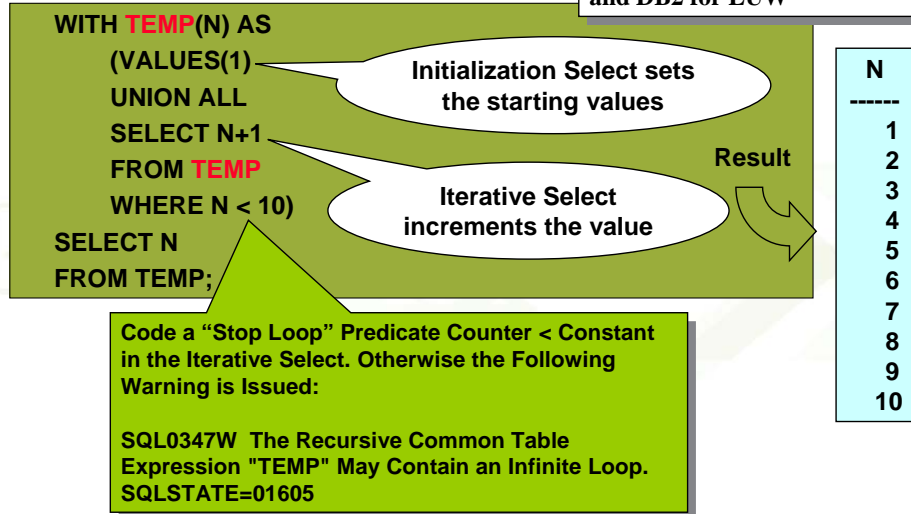 and DB2 for LUW
WITH TEMP(N) AS
(VALUES(1)
UNION ALL
SELECT N+1
FROM TEMP
WHERE N < 10)
SELECT N
FROM TEMP;
Initialization Select sets
the starting values
Iterative Select
increments the value
Result
N
------
1
2
3
4
5
6
7
8
9
10
Code a “Stop Loop” Predicate Counter < Constant
in the Iterative Select. Otherwise the Following
Warning is Issued:
SQL0347W The Recursive Common Table
Expression "TEMP" May Contain an Infinite Loop.
SQLSTATE=01605